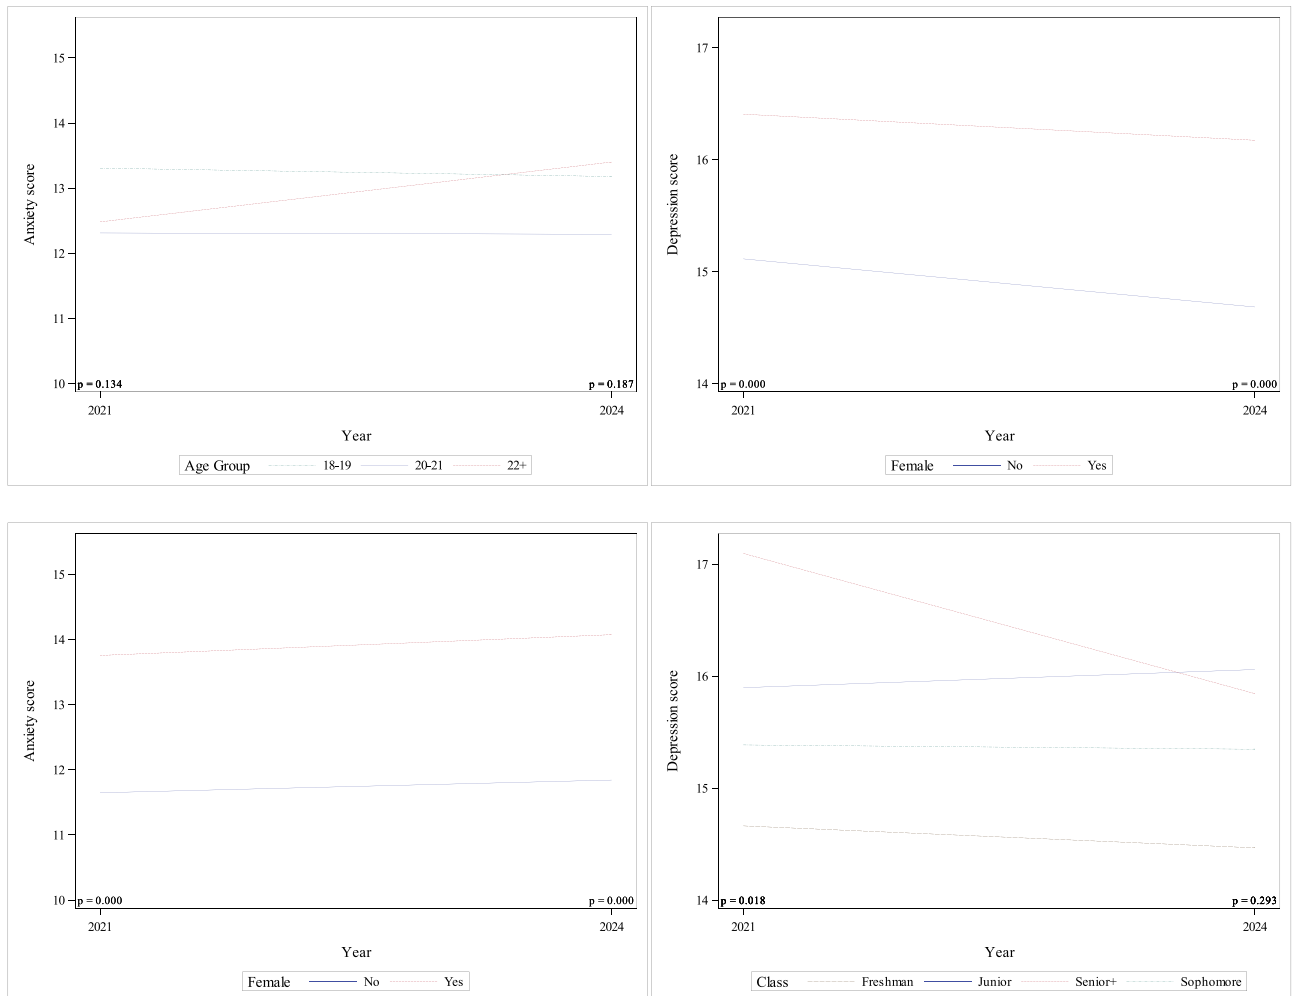 15
14
13
12
11
10
Anxiety score
p = 0.134
p = 0.187
2021
2024
Year
Age Group 18-19 20-21 22+
17
16
15
14
Depression score
p = 0.000
p = 0.000
2021
2024
Year
Female No Yes
15
14
13
12
11
10
Anxiety score
p = 0.000
p = 0.000
2021
2024
Year
Female No Yes
17
16
15
14
Depression score
p = 0.018
p = 0.293
2021
2024
Year
Class Freshman Junior Senior+ Sophomore